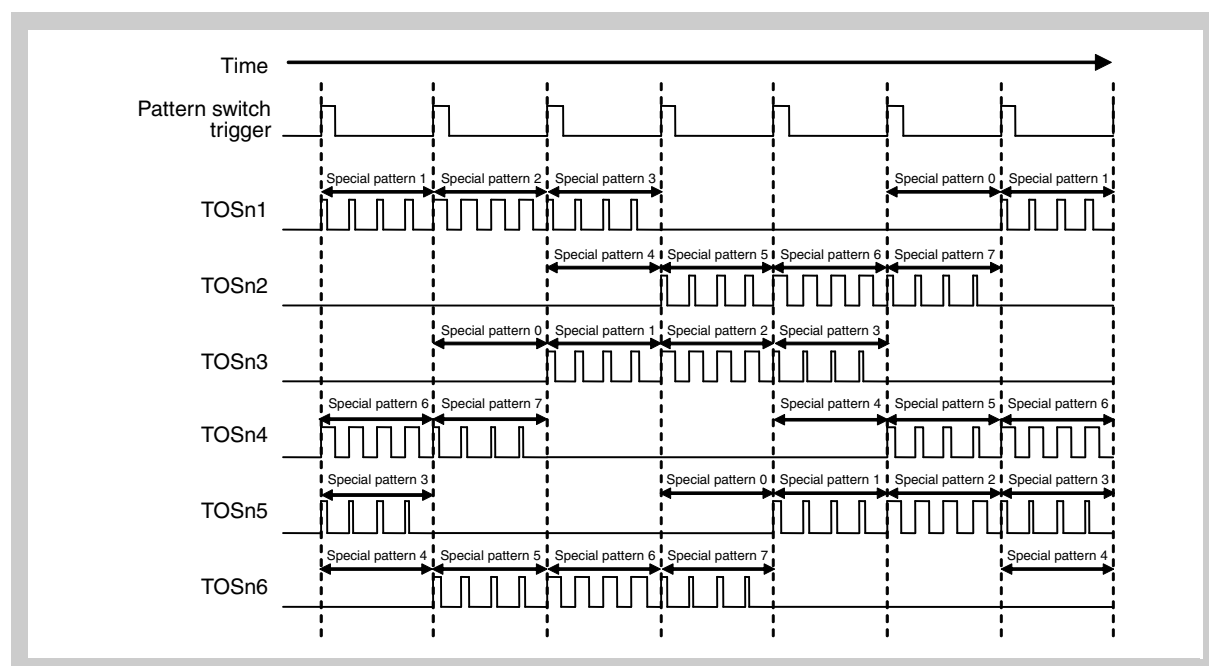 Time
Pattern switch
trigger
Special pattern 1 Special pattern 2 Special pattern 3 Special pattern 0 Special pattern 1
TOSn1
Special pattern 4 Special pattern 5 Special pattern 6 Special pattern 7
TOSn2
Special pattern 0 Special pattern 1 Special pattern 2 Special pattern 3
TOSn3
Special pattern 6 Special pattern 7 Special pattern 4 Special pattern 5 Special pattern 6
TOSn4
Special pattern 3 Special pattern 0 Special pattern 1 Special pattern 2 Special pattern 3
TOSn5
Special pattern 4 Special pattern 5 Special pattern 6 Special pattern 7 Special pattern 4
TOSn6